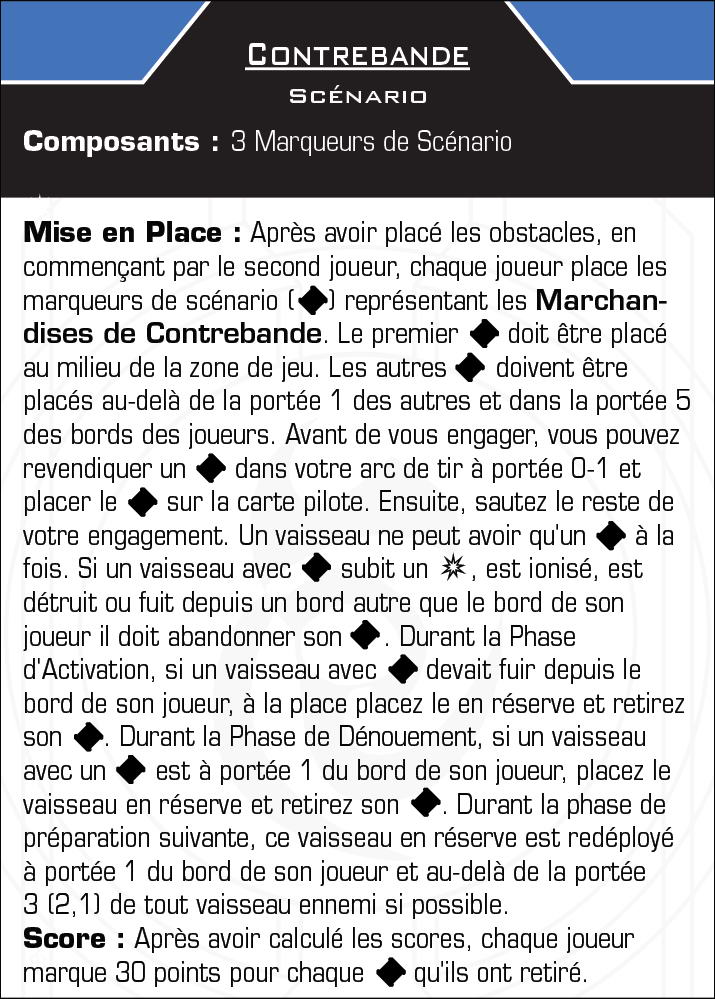 Contrebande
Scénario
Composants : 3 Marqueurs de Scénario
Mise en Place : Après avoir placé les obstacles, en
commençant par le second joueur, chaque joueur place les
marqueurs de scénario (◆) représentant les Marchan-
dises de Contrebande. Le premier ◆ doit être placé
au milieu de la zone de jeu. Les autres ◆ doivent être
placés au-delà de la portée 1 des autres et dans la portée 5
des bords des joueurs. Avant de vous engager, vous pouvez
revendiquer un ◆ dans votre arc de tir à portée 0-1 et
placer le ◆ sur la carte pilote. Ensuite, sautez le reste de
votre engagement. Un vaisseau ne peut avoir qu'un ◆ à la
fois. Si un vaisseau avec ◆ subit un ✷, est ionisé, est
détruit ou fuit depuis un bord autre que le bord de son
joueur il doit abandonner son ◆. Durant la Phase
d'Activation, si un vaisseau avec ◆ devait fuir depuis le
bord de son joueur, à la place placez le en réserve et retirez
son ◆. Durant la Phase de Dénouement, si un vaisseau
avec un ◆ est à portée 1 du bord de son joueur, placez le
vaisseau en réserve et retirez son ◆. Durant la phase de
préparation suivante, ce vaisseau en réserve est redéployé
à portée 1 du bord de son joueur et au-delà de la portée
3 (2,1) de tout vaisseau ennemi si possible.
Score : Après avoir calculé les scores, chaque joueur
marque 30 points pour chaque ◆ qu'ils ont retiré.